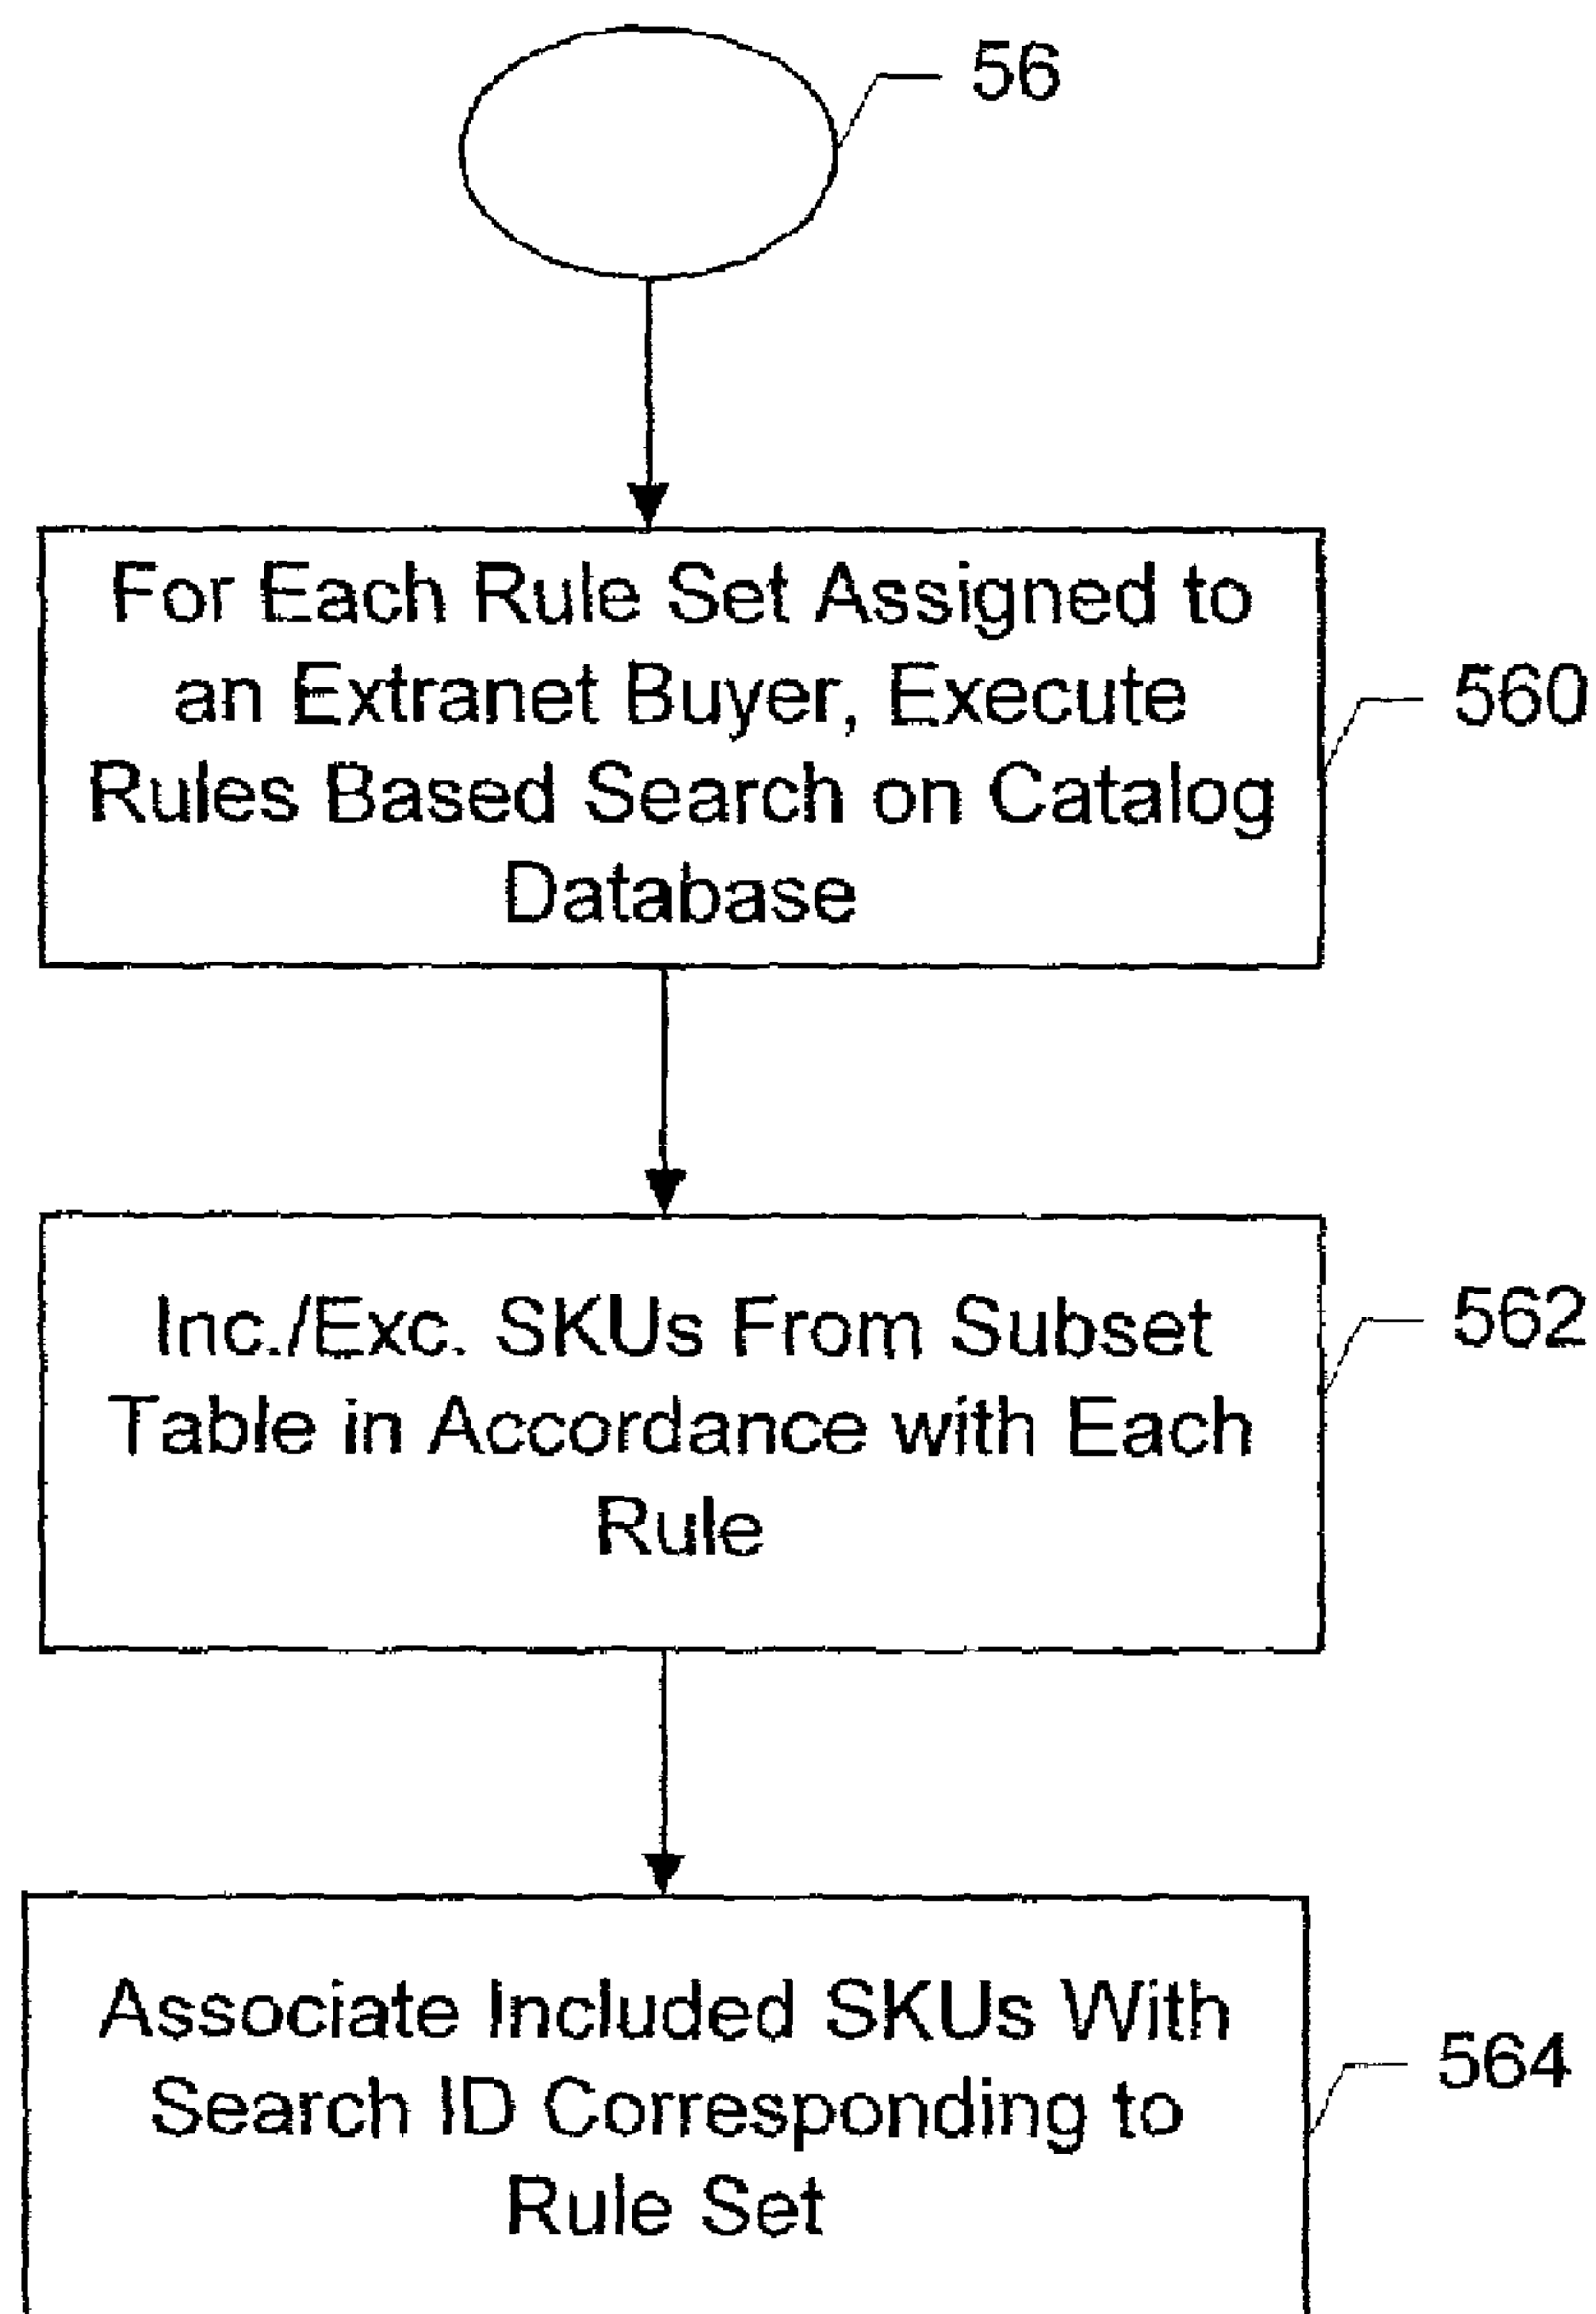 56
For Each Rule Set Assigned to
an Extranet Buyer, Execute
Rules Based Search on Catalog
Database
560
Inc./Exc. SKUs From Subset
Table in Accordance with Each
Rule
562
Associate Included SKUs With
Search ID Corresponding to
Rule Set
564